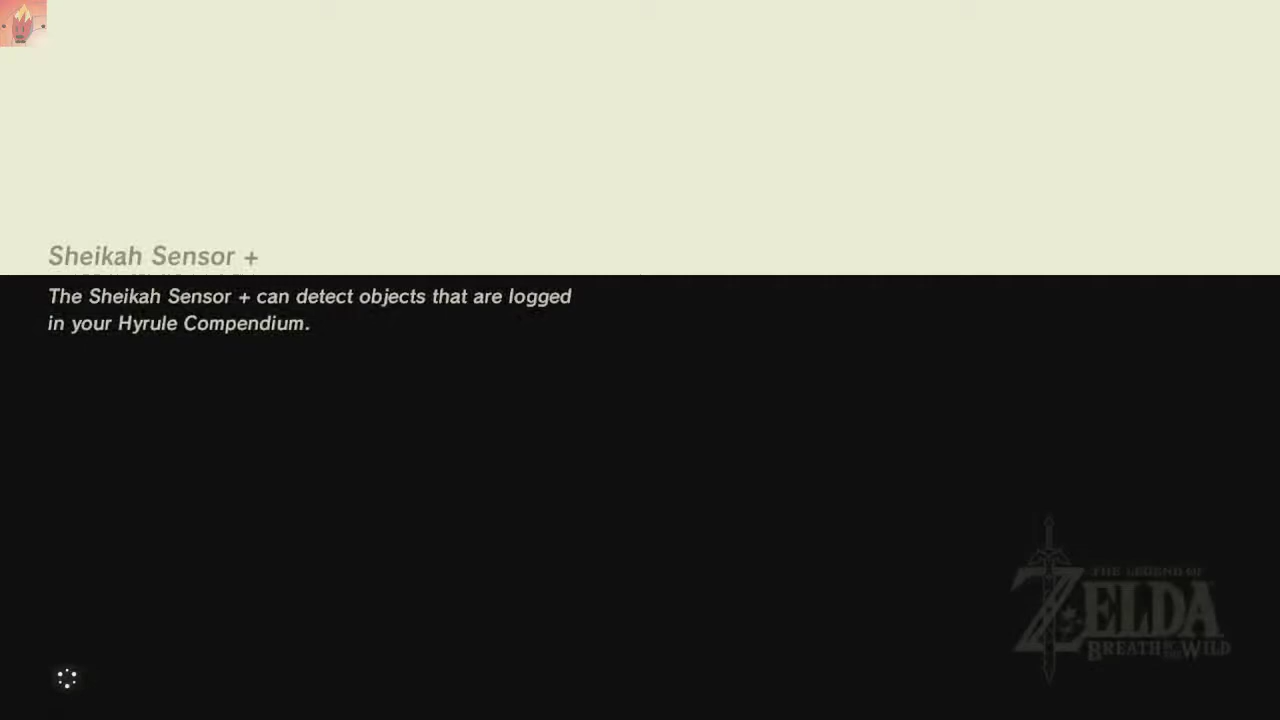 Sheikah Sensor +
The Sheikah Sensor + can detect objects that are logged
in your Hyrule Compendium.
THE LEGEND OF
ZELDA
BREATH OF THE WILD